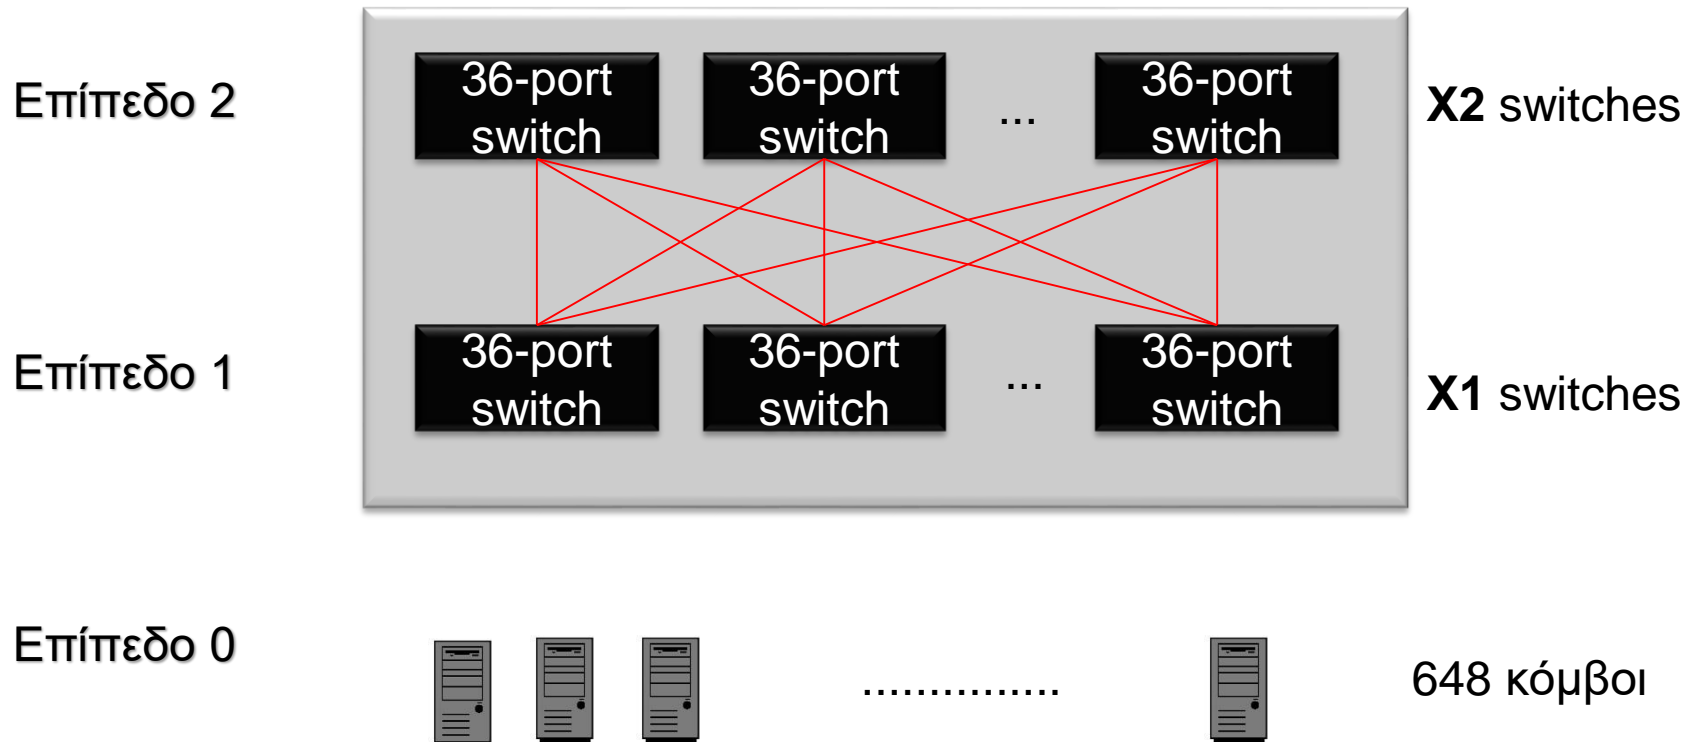 Επίπεδο 2
36-port
switch
36-port
switch
...
36-port
switch
X2 switches
Επίπεδο 1
36-port
switch
36-port
switch
...
36-port
switch
X1 switches
Επίπεδο 0
...............
648 κόμβοι